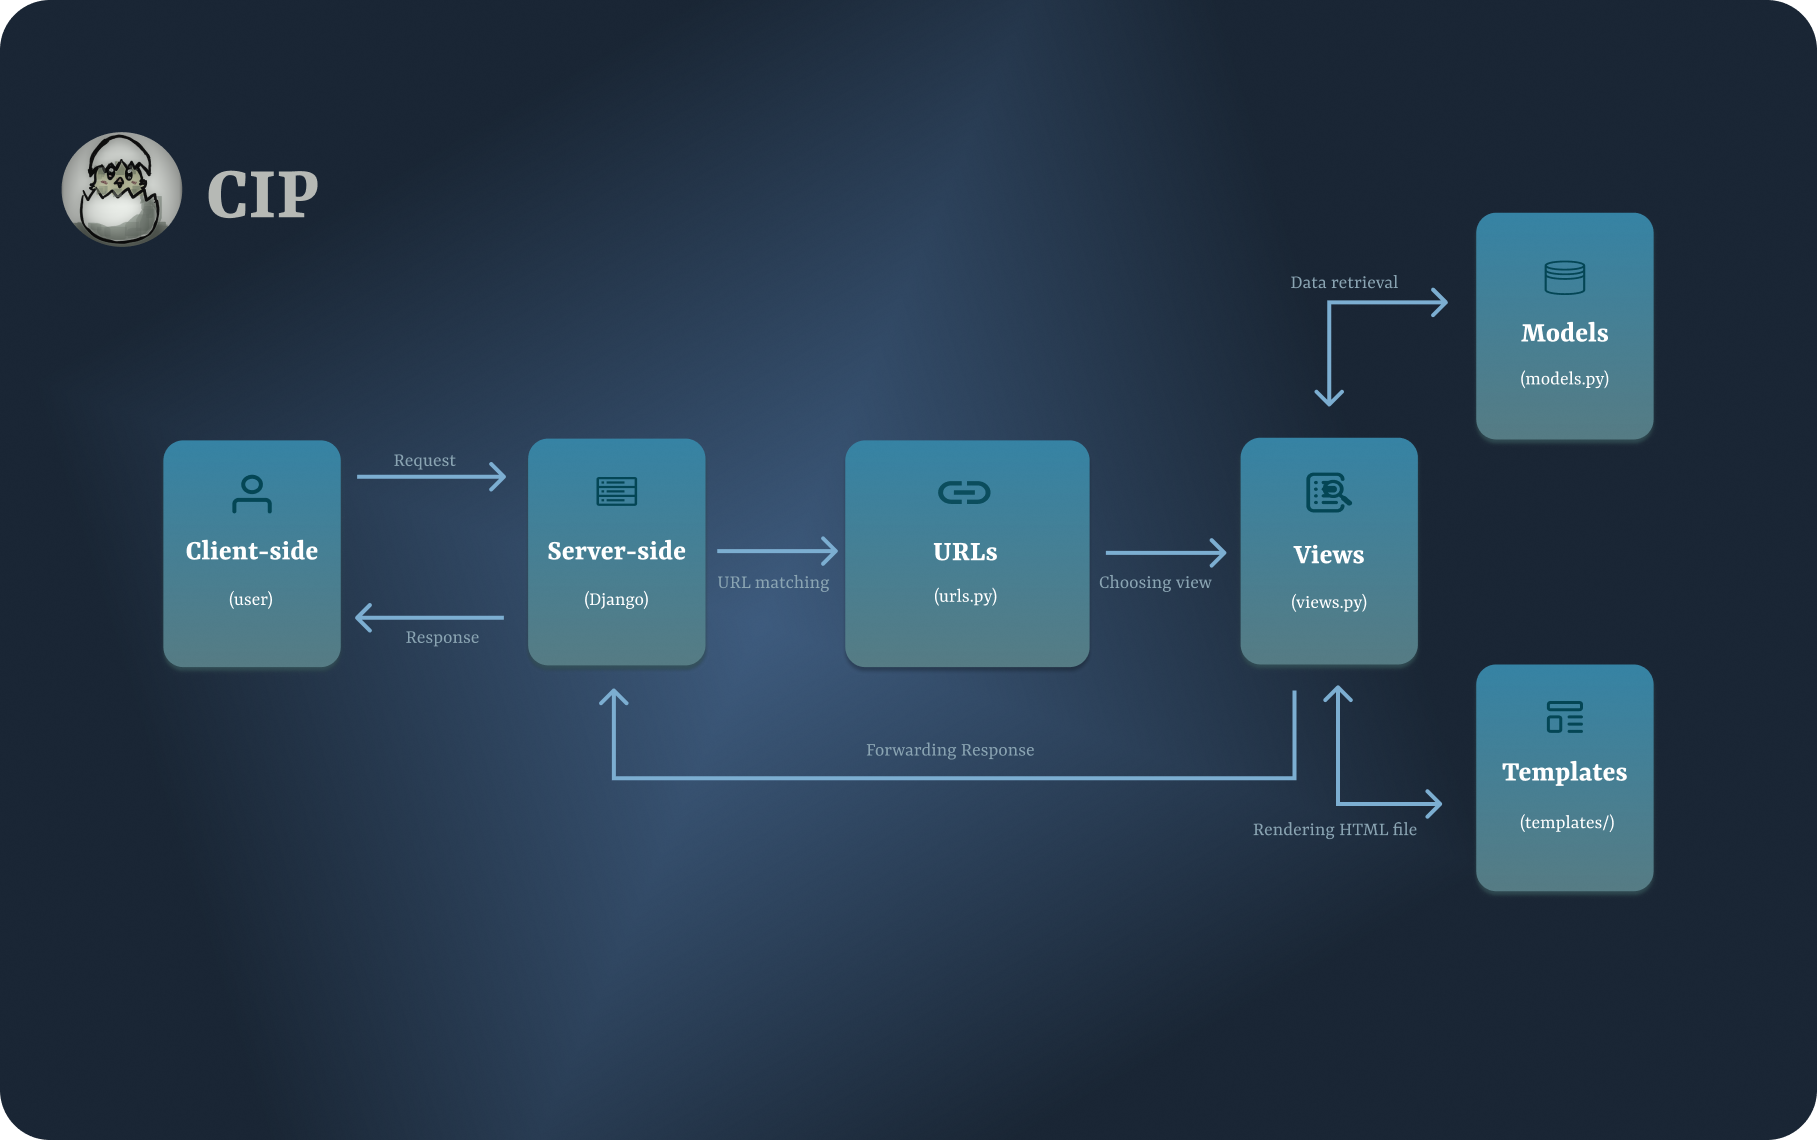 CIP
Client-side
(user)
Request
Response
Server-side
(Django)
URL matching
URLs
(urls.py)
Choosing view
Views
(views.py)
Data retrieval
Models
(models.py)
Forwarding Response
Rendering HTML file
Templates
(templates/)